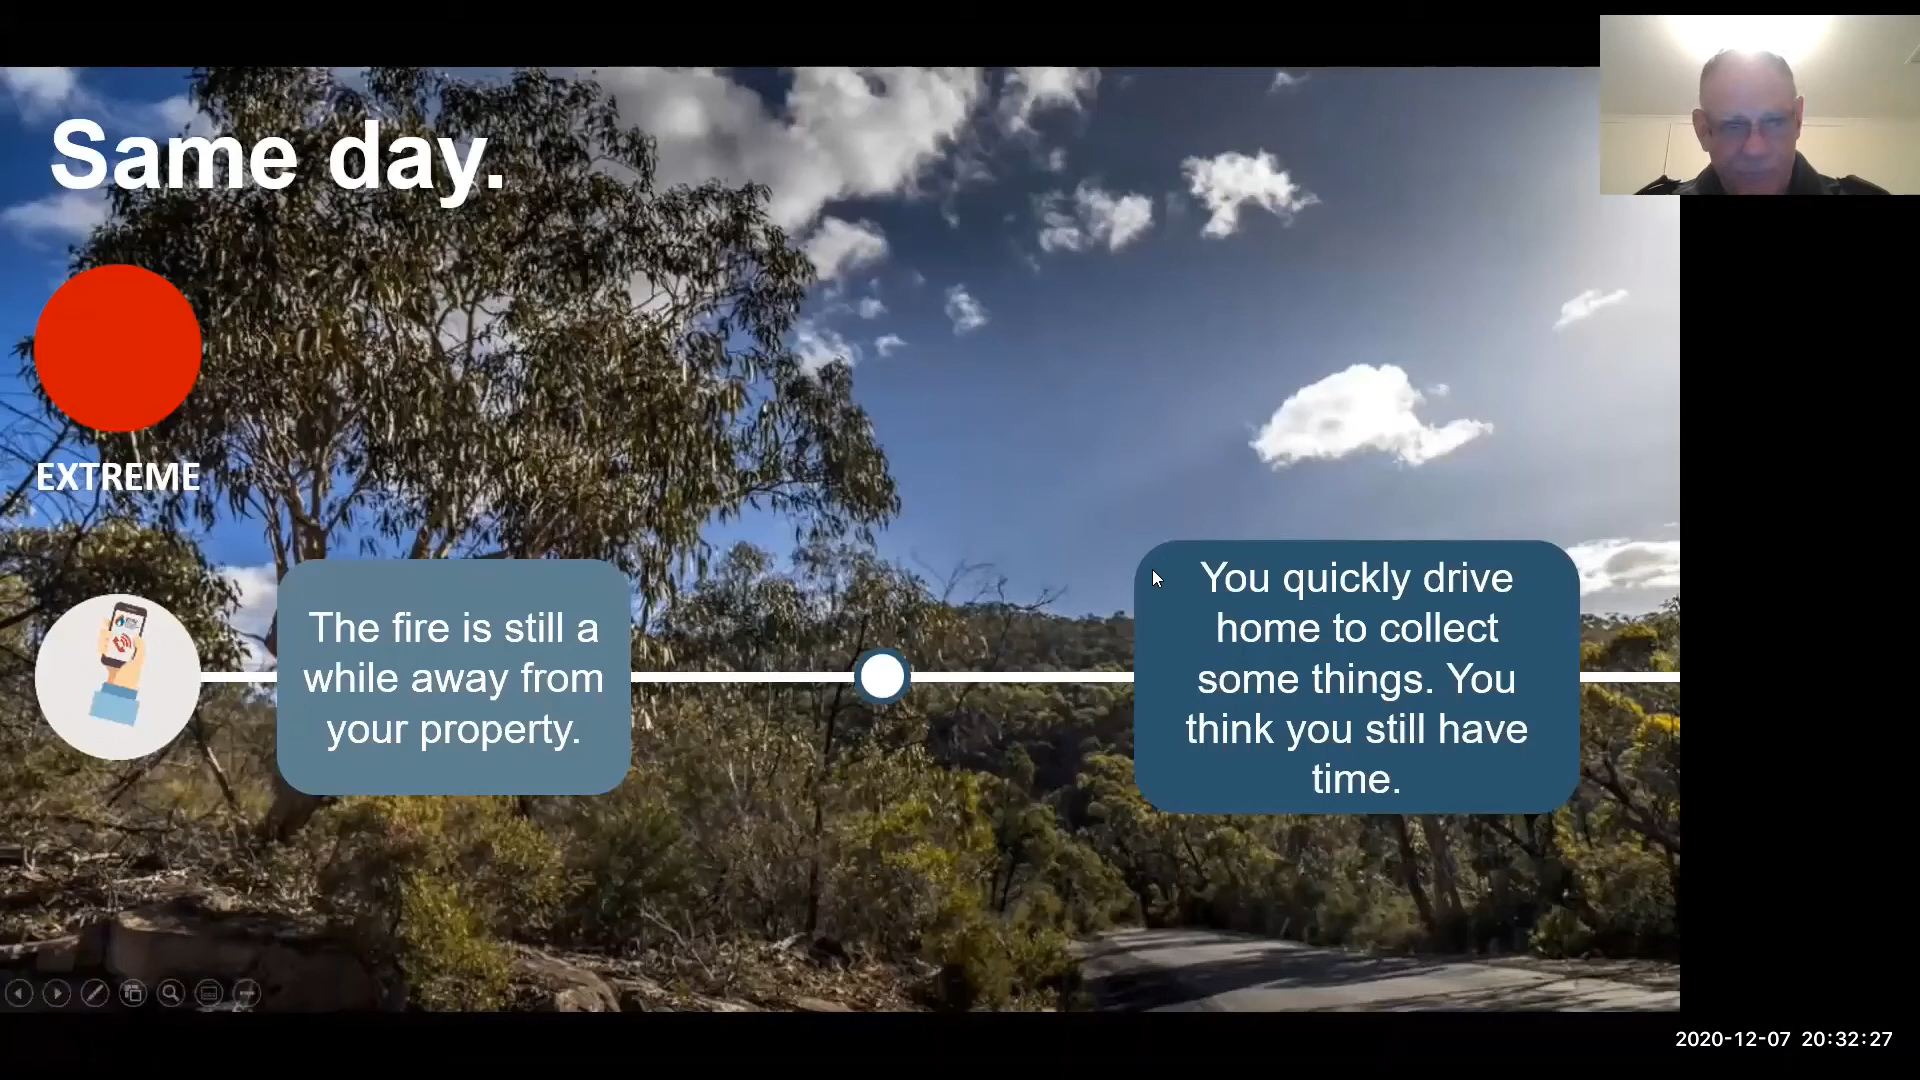 Same day.
EXTREME
The fire is still a
while away from
your property.
You quickly drive
home to collect
some things. You
think you still have
time.
2020-12-07 20:32:27